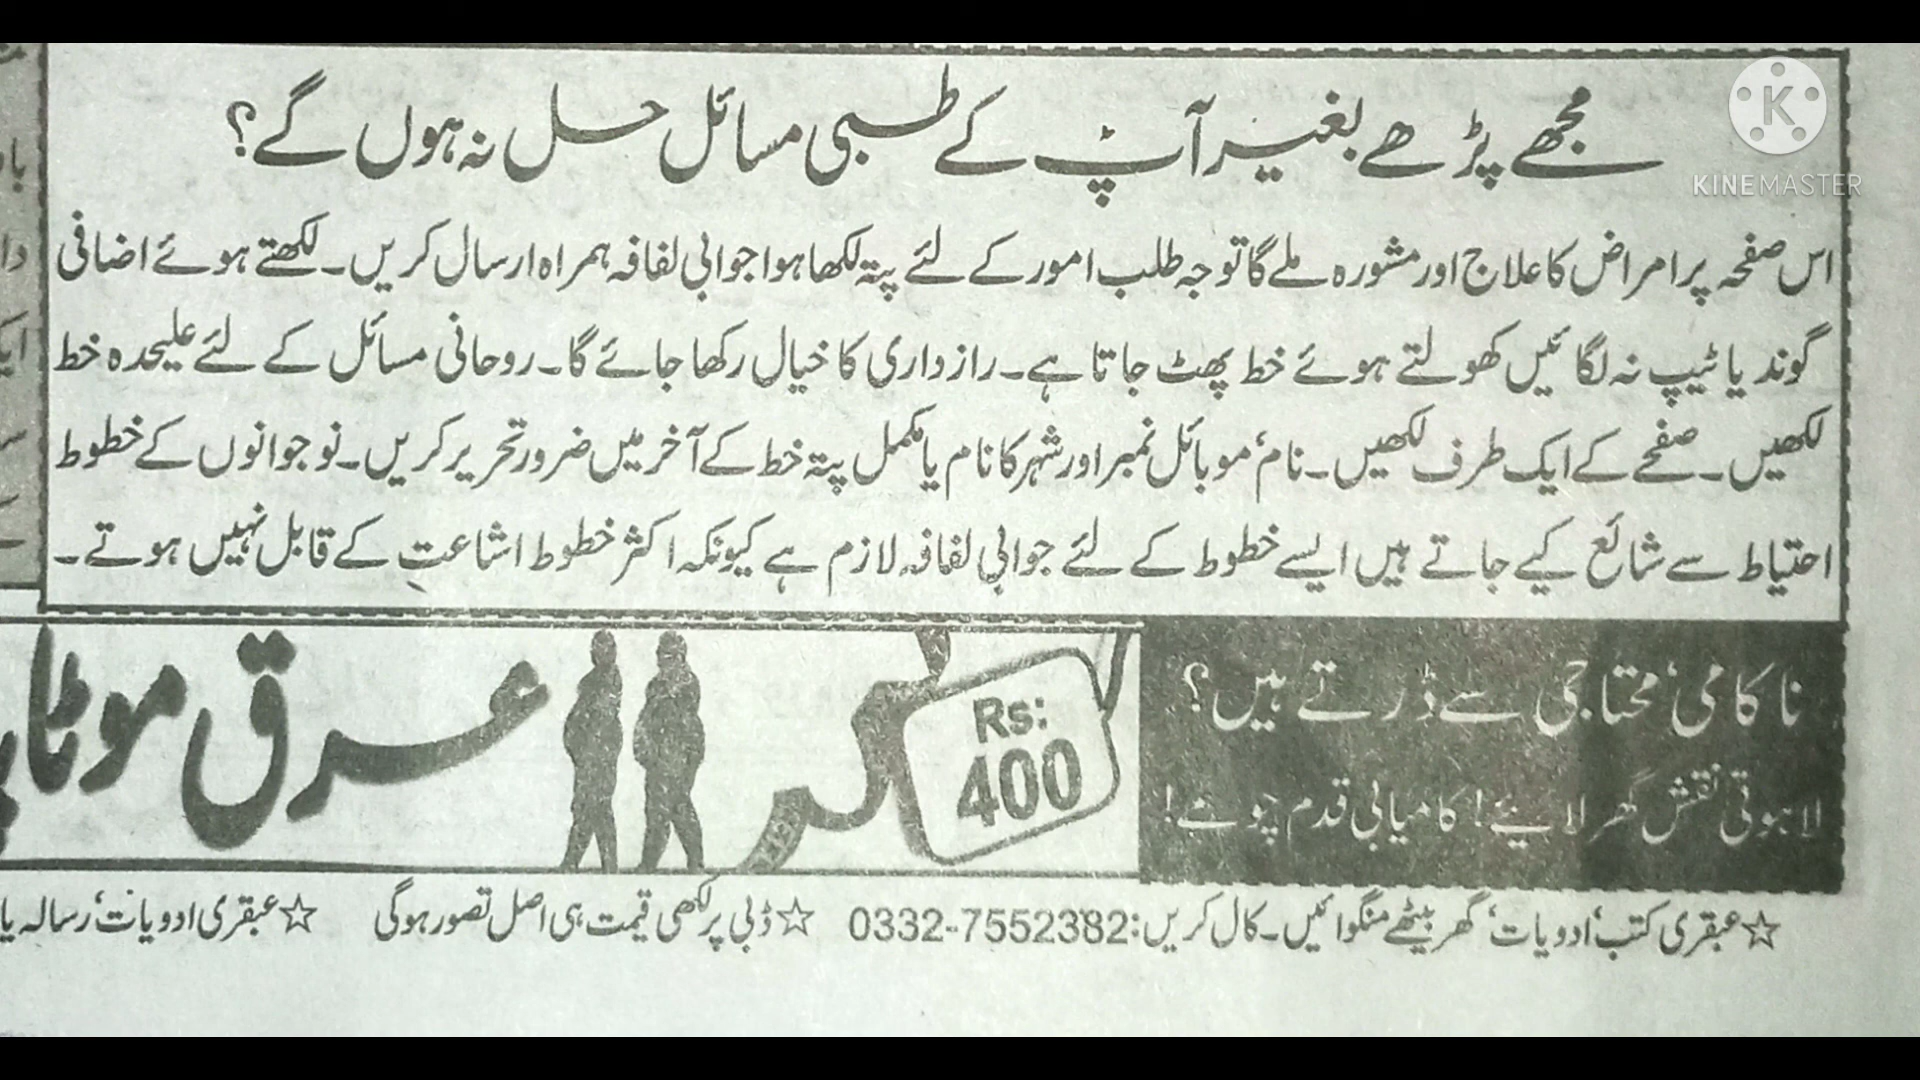 مجھے پڑھے بغیر آپ کے طبی مسائل حل نہ ہوں گے؟
KINEMASTER
اس صفحہ پر امراض کا علاج اور مشورہ ملے گا توجہ طلب امور کے لئے پتہ لکھا ہوا جوابی لفافہ ہمراہ ارسال کریں۔ لکھتے ہوئے اضافی
گوند یا ٹیپ نہ لگائیں کھولتے ہوئے خط پھٹ جاتا ہے۔ رازداری کا خیال رکھا جائے گا۔ روحانی مسائل کے لئے علیحدہ خط
لکھیں۔ صفحے کے ایک طرف لکھیں۔ نام' موبائل نمبر اور شہر کا نام یا مکمل پتہ خط کے آخر میں ضرور تحریر کریں۔ نوجوانوں کے خطوط
احتیاط سے شائع کیے جاتے ہیں ایسے خطوط کے لئے جوابی لفافہ لازم ہے کیونکہ اکثر خطوط اشاعت کے قابل نہیں ہوتے۔
ناکامی' محتاجی سے ڈرتے ہیں؟
لاہوتی نقش گھر لایئے! کامیابی قدم چومے!
Rs:
400
عرق موٹاپا
☆ عبقری کتب' ادویات' گھر بیٹھے منگوائیں۔ کال کریں: 0332-7552382 ☆ ڈبی پر لکھی قیمت ہی اصل تصور ہوگی ☆ عبقری ادویات' رسالہ یا